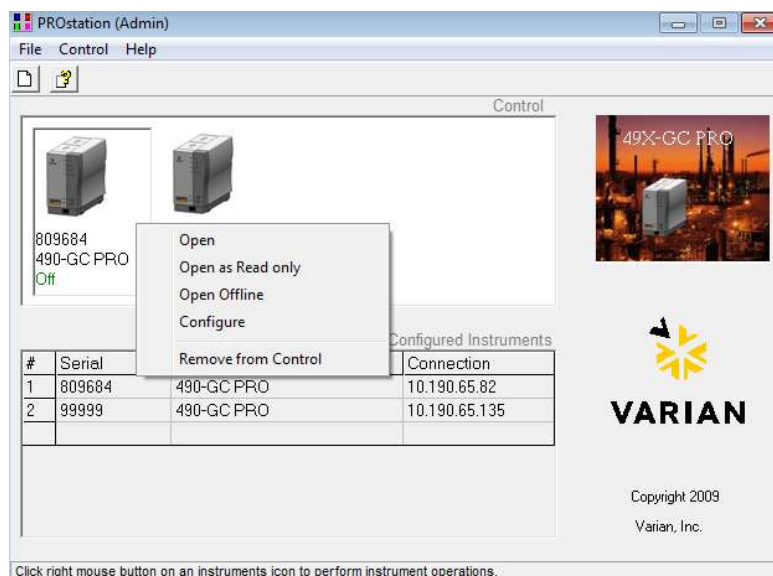 PROstation (Admin)
File Control Help
Control
809684
490-GC PRO
Off
Open
Open as Read only
Open Offline
Configure
Remove from Control
49X-GC PRO
Configured Instruments
# Serial Connection
1 809684 490-GC PRO 10.190.65.82
2 99999 490-GC PRO 10.190.65.135
VARIAN
Copyright 2009
Varian, Inc.
Click right mouse button on an instruments icon to perform instrument operations.